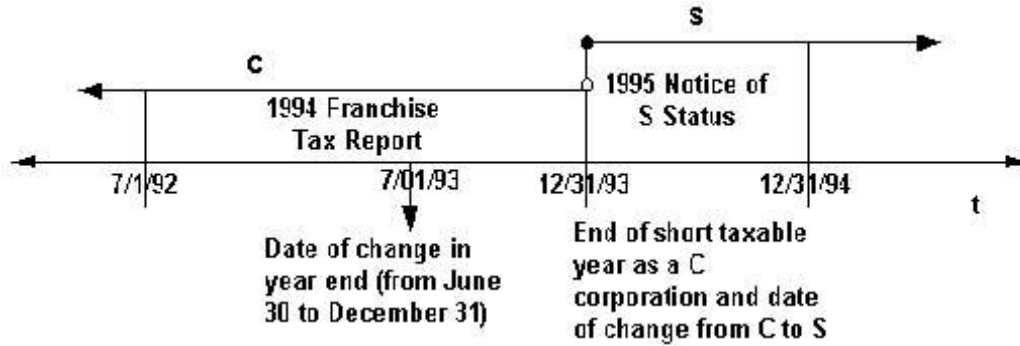 S
C
1995 Notice of
S Status
1994 Franchise
Tax Report
7/1/92
7/01/93
12/31/93
12/31/94
t
Date of change in
year end (from June
30 to December 31)
End of short taxable
year as a C
corporation and date
of change from C to S